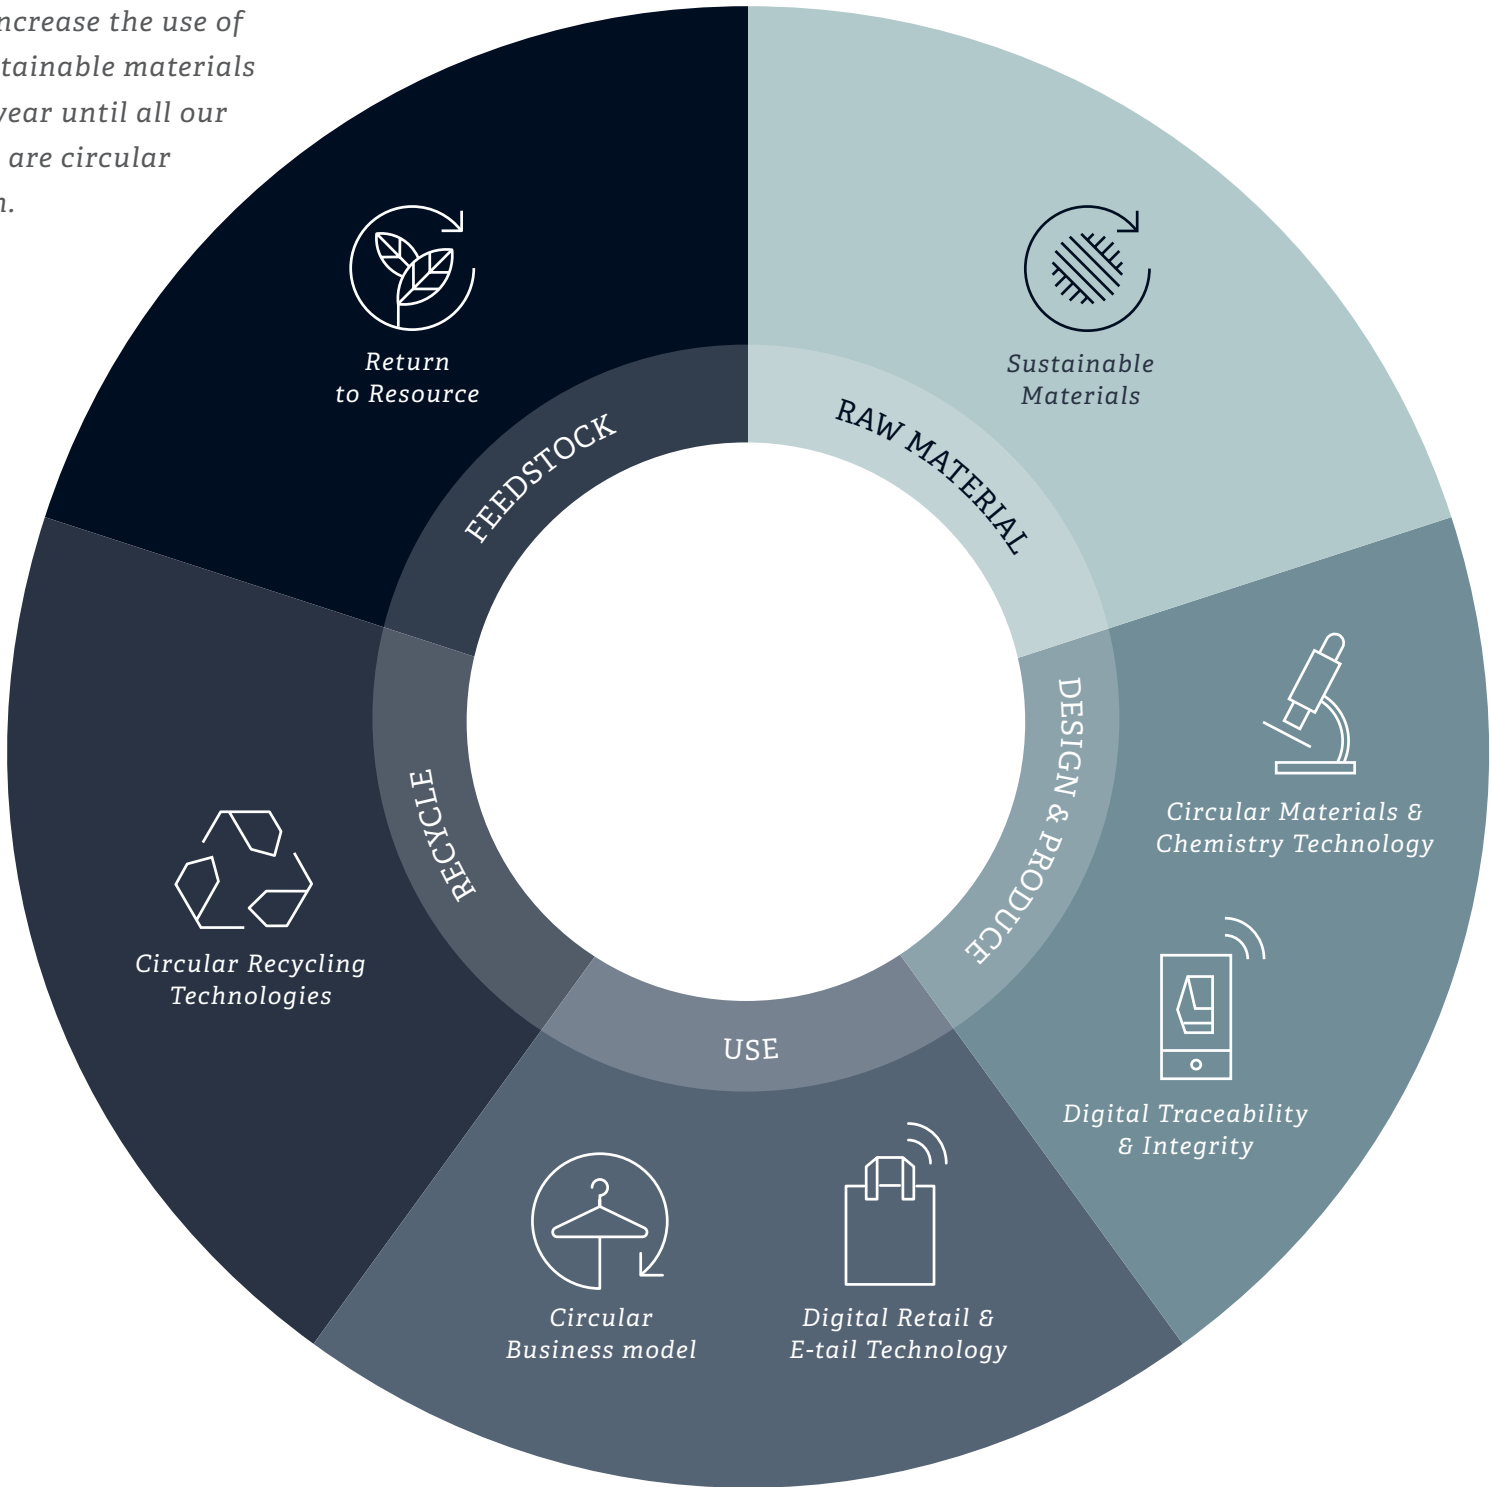 increase the use of
tainable materials
year until all our
are circular
Return
to Resource
Sustainable
Materials
FEEDSTOCK
RAW MATERIAL
DESIGN & PRODUCE
Circular Materials &
Chemistry Technology
RECYCLE
Circular Recycling
Technologies
USE
Digital Traceability
& Integrity
Circular
Business model
Digital Retail &
E-tail Technology